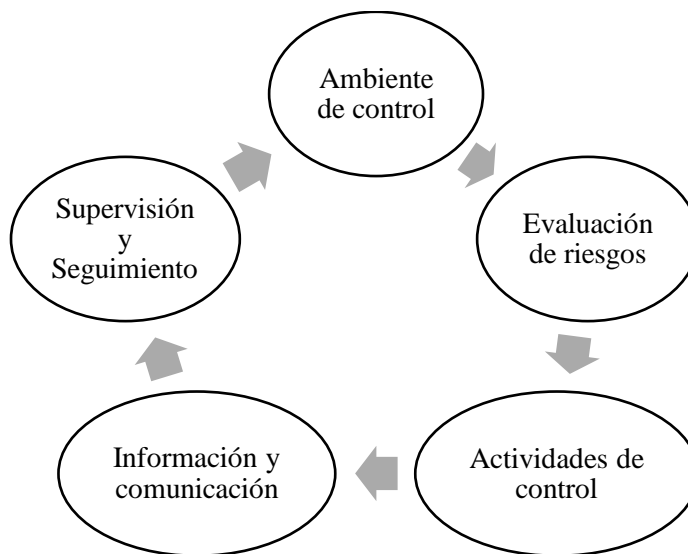 Ambiente
de control
Evaluación
de riesgos
Actividades de
control
Información y
comunicación
Supervisión
y
Seguimiento